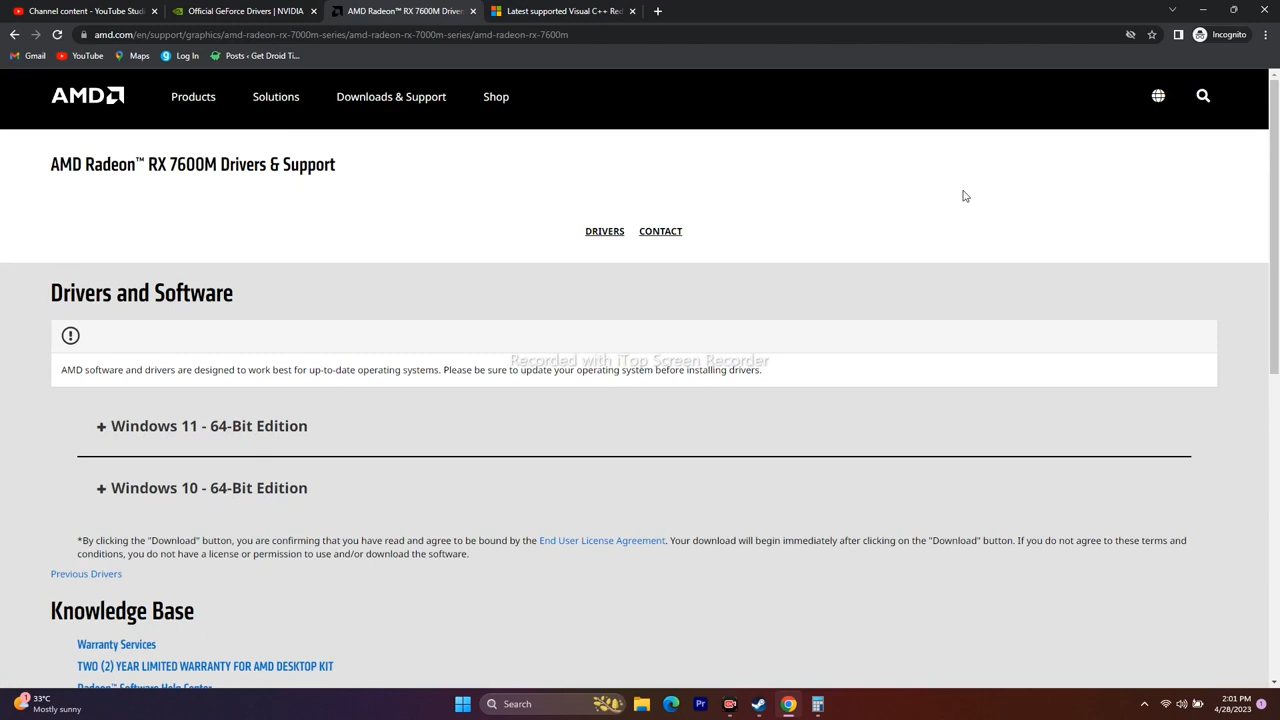 Channel content - YouTube Studi
Official GeForce Drivers | NVIDIA
AMD Radeon™ RX 7600M Driver
Latest supported Visual C++ Red
amd.com/en/support/graphics/amd-radeon-rx-7000m-series/amd-radeon-rx-7000m-series/amd-radeon-rx-7600m
Incognito
Gmail
YouTube
Maps
Log In
Posts ‹ Get Droid Ti...
AMD
Products
Solutions
Downloads & Support
Shop
AMD Radeon™ RX 7600M Drivers & Support
DRIVERS
CONTACT
Drivers and Software
Recorded with iTop Screen Recorder
AMD software and drivers are designed to work best for up-to-date operating systems. Please be sure to update your operating system before installing drivers.
+ Windows 11 - 64-Bit Edition
+ Windows 10 - 64-Bit Edition
*By clicking the "Download" button, you are confirming that you have read and agree to be bound by the End User License Agreement. Your download will begin immediately after clicking on the "Download" button. If you do not agree to these terms and
conditions, you do not have a license or permission to use and/or download the software.
Previous Drivers
Knowledge Base
Warranty Services
TWO (2) YEAR LIMITED WARRANTY FOR AMD DESKTOP KIT
Radeon™ Software Help Center
1
33°C
Mostly sunny
Search
Pr
2:01 PM
4/28/2023
1